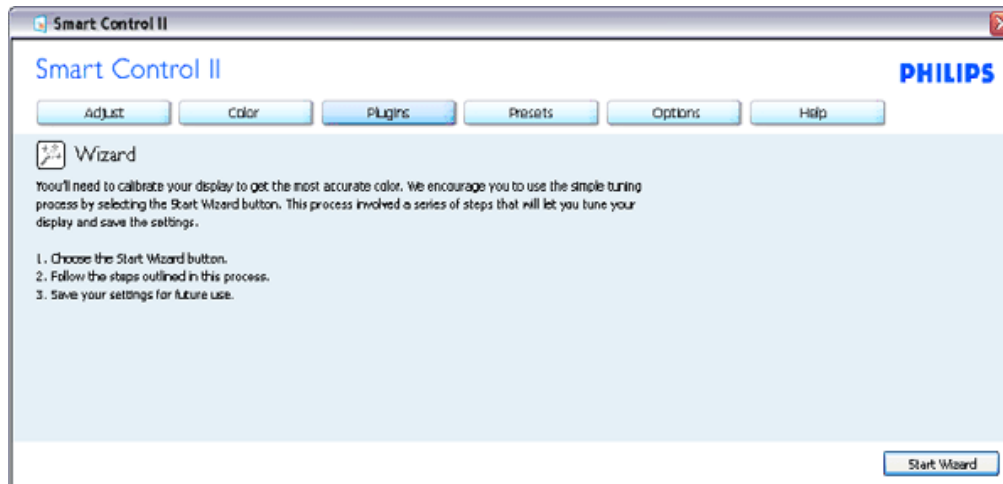 Smart Control II
Smart Control II
PHILIPS
Adjust Color Plugins Presets Options Help
Wizard
Yoou'll need to calibrate your display to get the most accurate color. We encourage you to use the simple tuning
process by selecting the Start Wizard button. This process involved a series of steps that will let you tune your
display and save the settings.
1. Choose the Start Wizard button.
2. Follow the steps outlined in this process.
3. Save your settings for future use.
Start Wizard